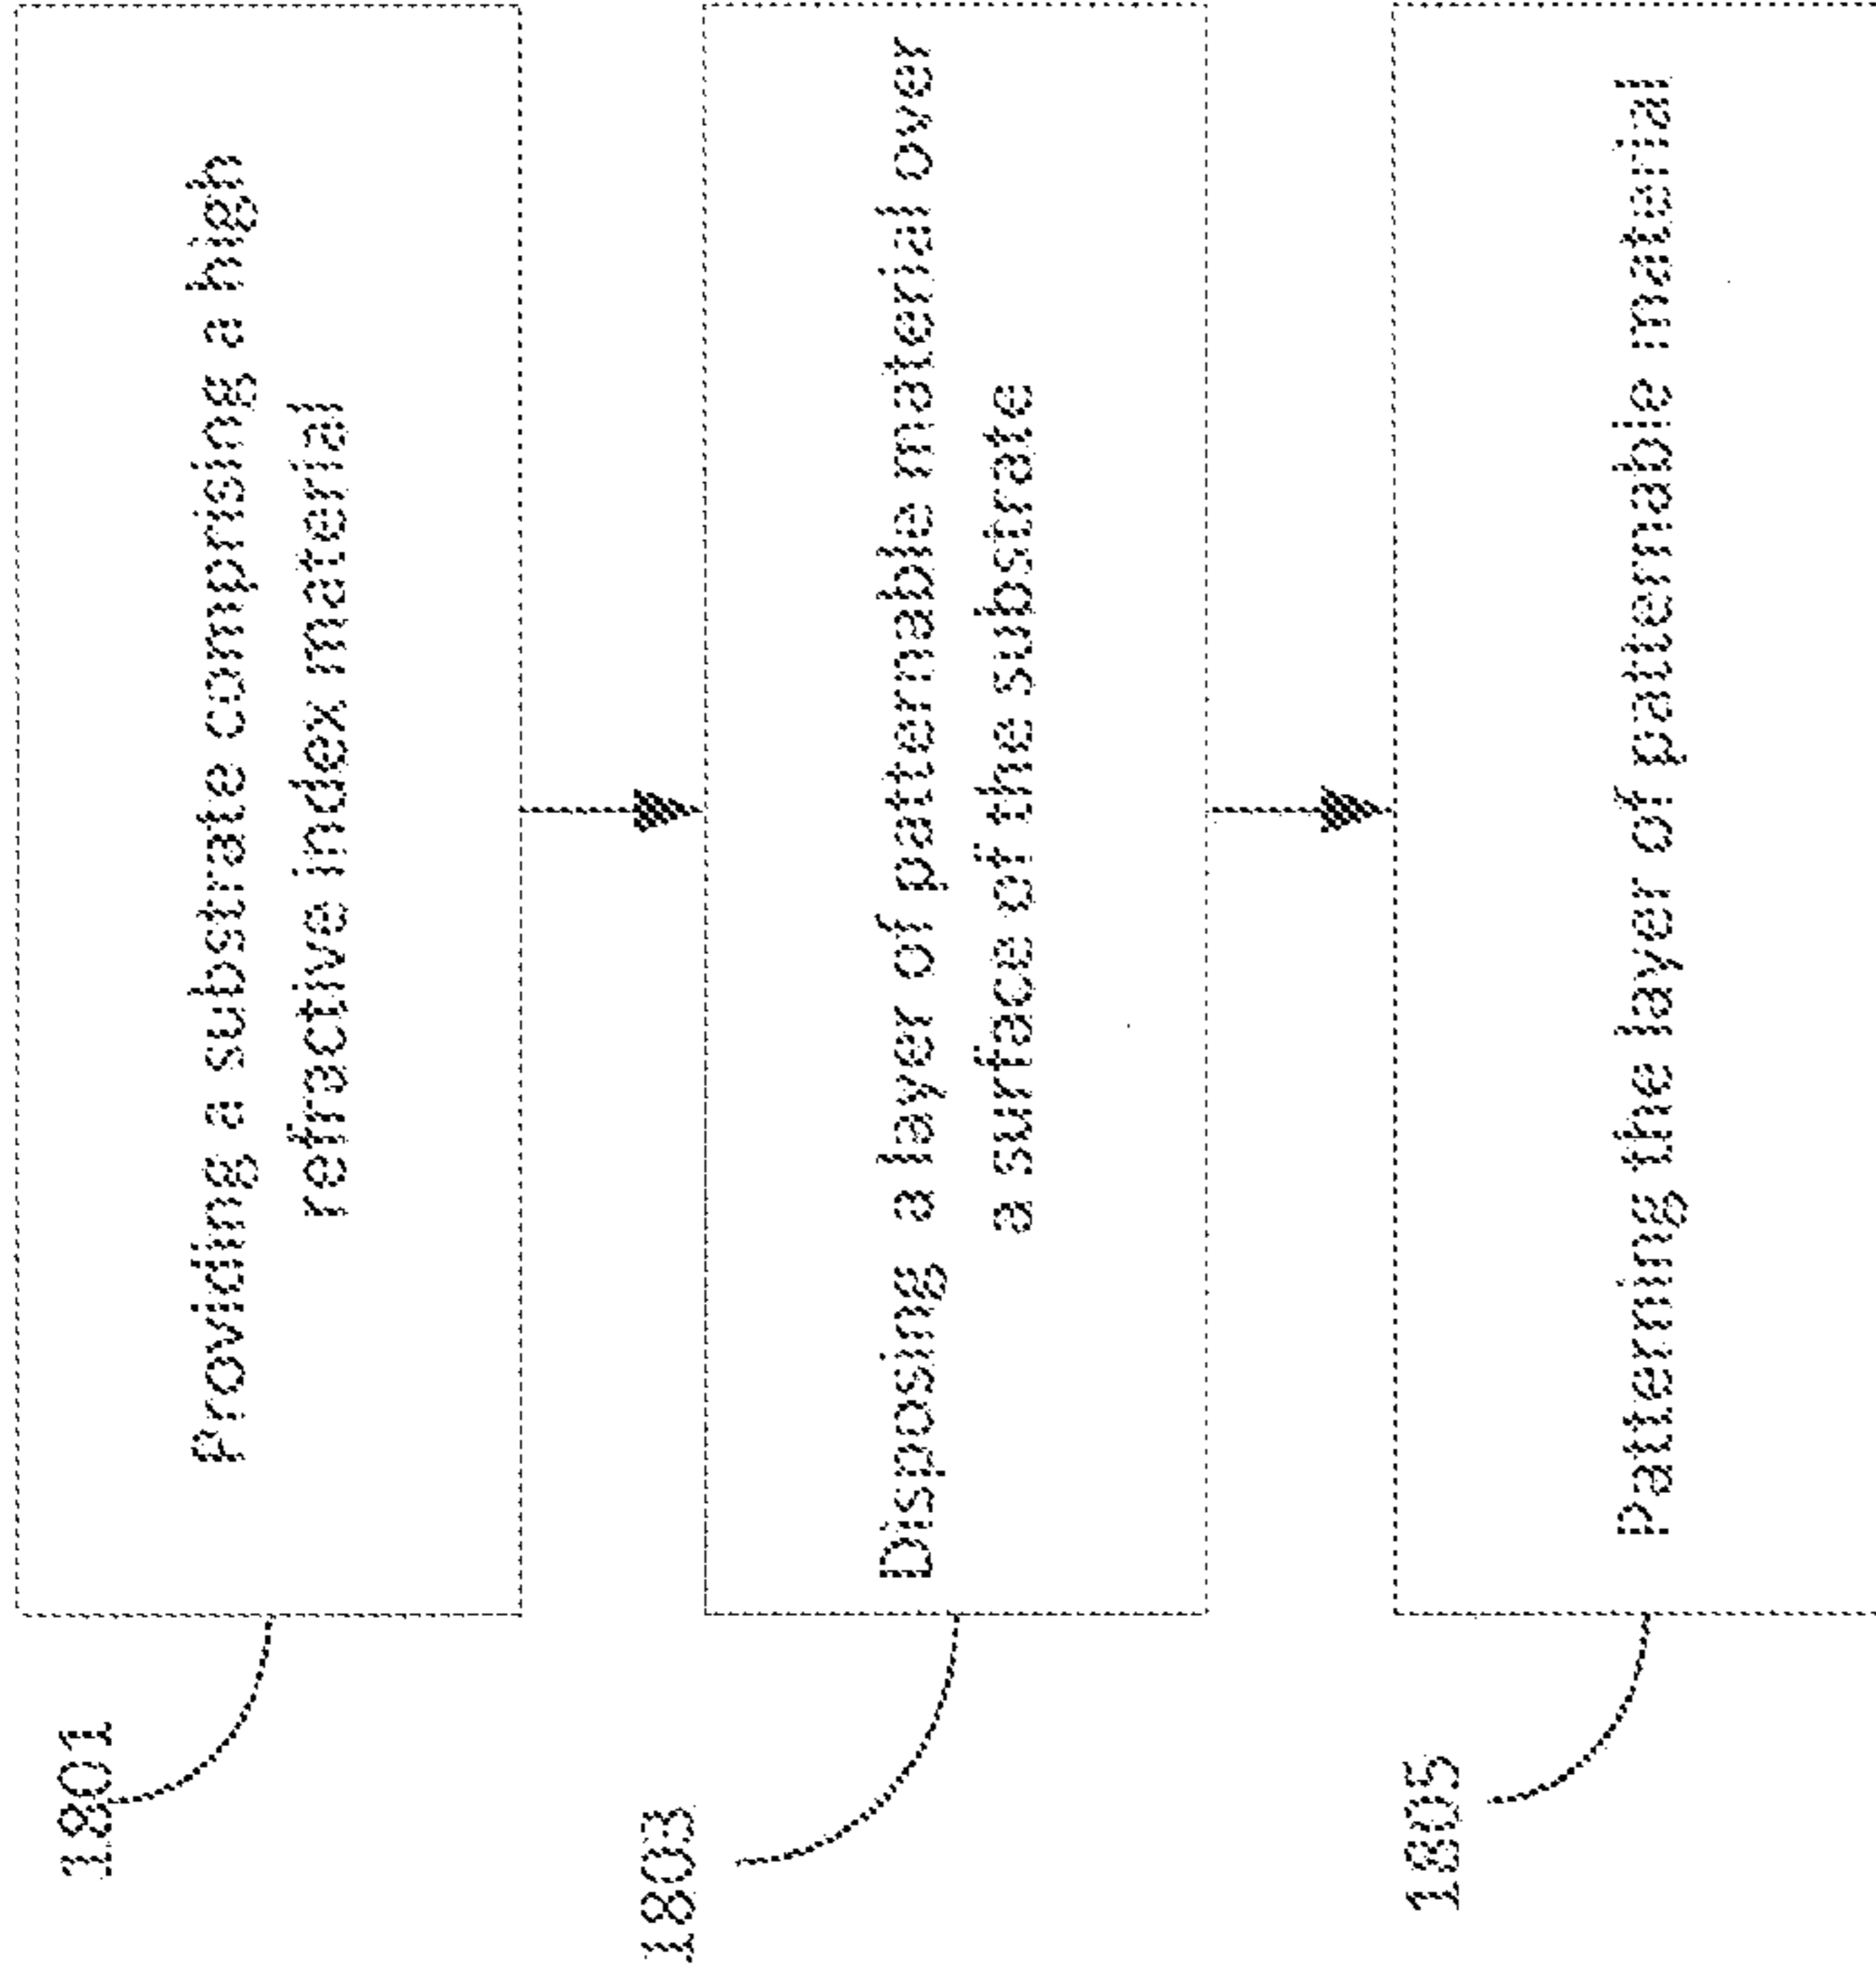 1801
Providing a substrate comprising a high
refractive index material
1803
Disposing a layer of patternable material over
a surface of the substrate
1805
Patterning the layer of patternable material